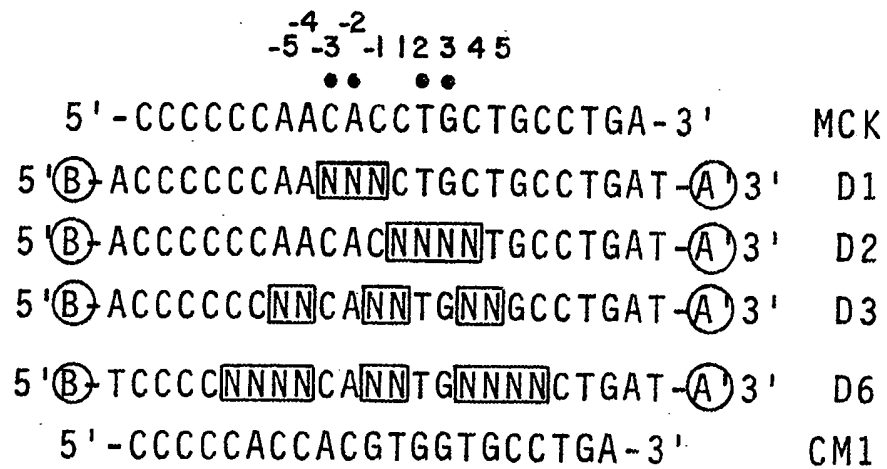 -4 -2
-5 -3 -1 1 2 3 4 5
5'-CCCCCCAACACCTGCTGCCTGA-3' MCK
5'B-ACCCCCCAANNNCTGCTGCCTGAT-A'3' D1
5'B-ACCCCCCAACACNNNNTGCCTGAT-A'3' D2
5'B-ACCCCCCNNCANNTGNNGCCTGAT-A'3' D3
5'B-TCCCCNNNNCANNTGNNNNCTGAT-A'3' D6
5'-CCCCCACCACGTGGTGCCTGA-3' CM1